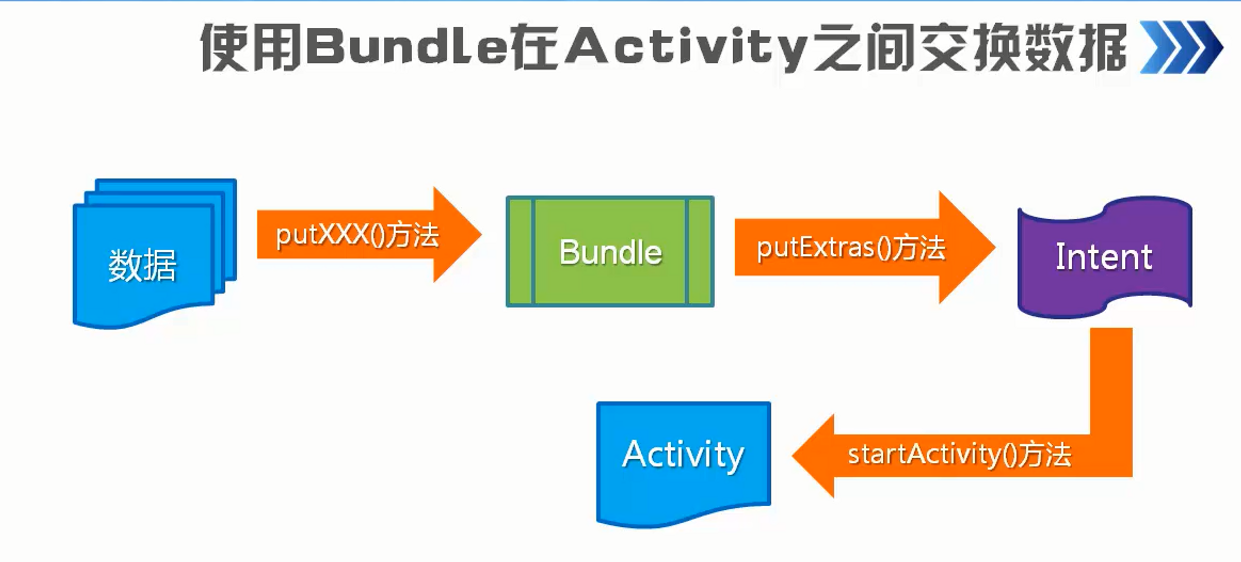 使用Bundle在Activity之间交换数据
数据
putXXX()方法
Bundle
putExtras()方法
Intent
startActivity()方法
Activity